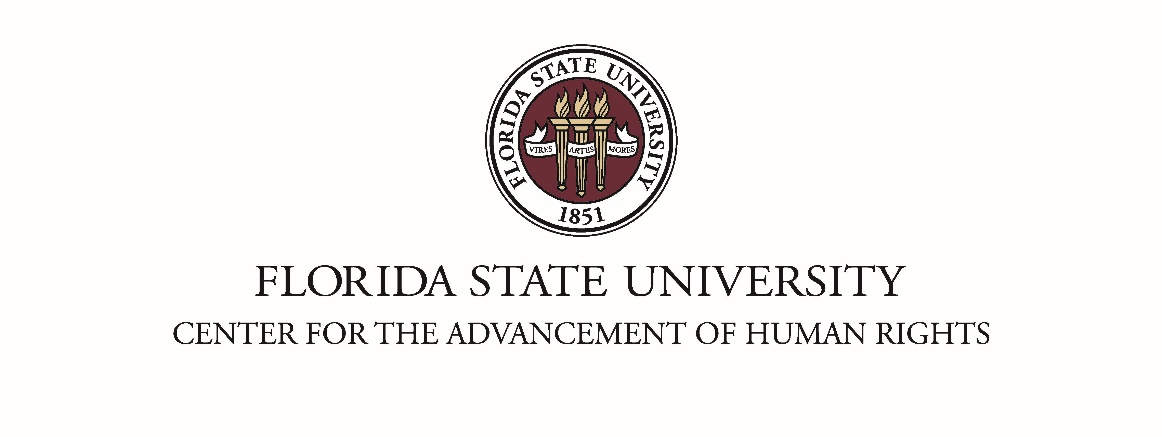 FLORIDA STATE UNIVERSITY
VIRES ARTES MORES
1851
FLORIDA STATE UNIVERSITY
CENTER FOR THE ADVANCEMENT OF HUMAN RIGHTS